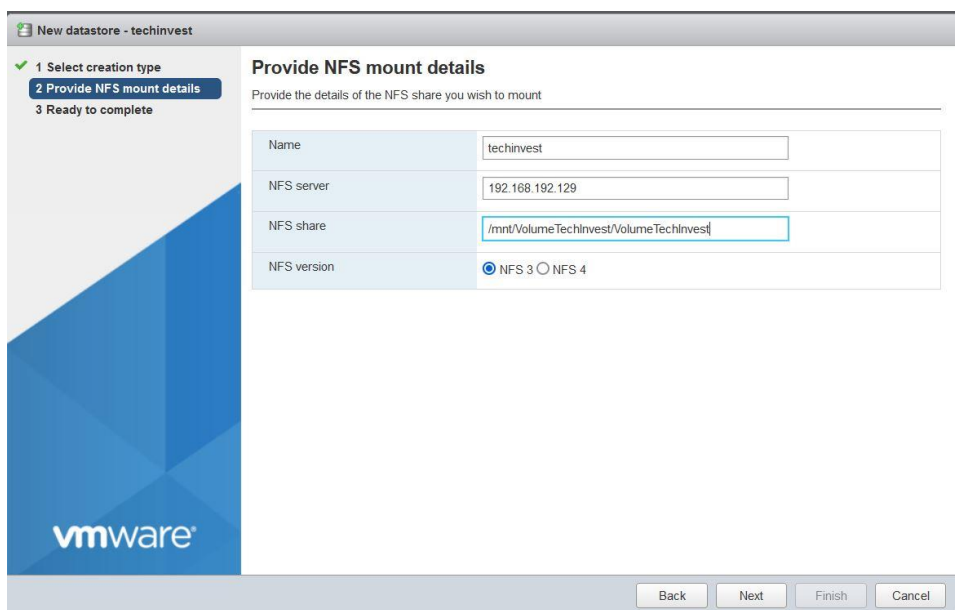 New datastore - techinvest
1 Select creation type
2 Provide NFS mount details
3 Ready to complete
Provide NFS mount details
Provide the details of the NFS share you wish to mount
Name techinvest
NFS server 192.168.192.129
NFS share /mnt/VolumeTechInvest/VolumeTechInvest
NFS version NFS 3 NFS 4
vmware®
Back Next Finish Cancel